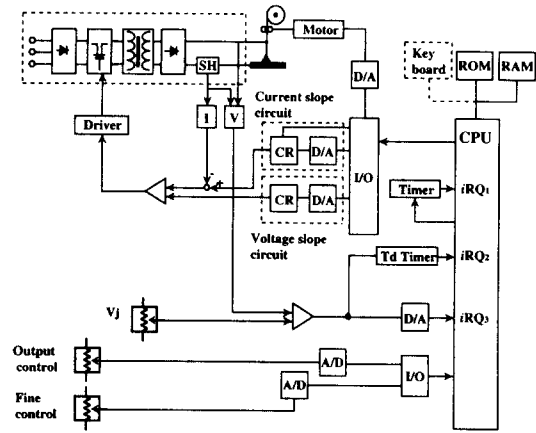 Motor
Key
board
ROM
RAM
SH
D/A
Current slope
circuit
Driver
I
V
CPU
CR
D/A
I/O
-
+
Timer
iRQ1
CR
D/A
Voltage slope
circuit
Td Timer
iRQ2
Vj
D/A
iRQ3
Output
control
A/D
A/D
I/O
Fine
control